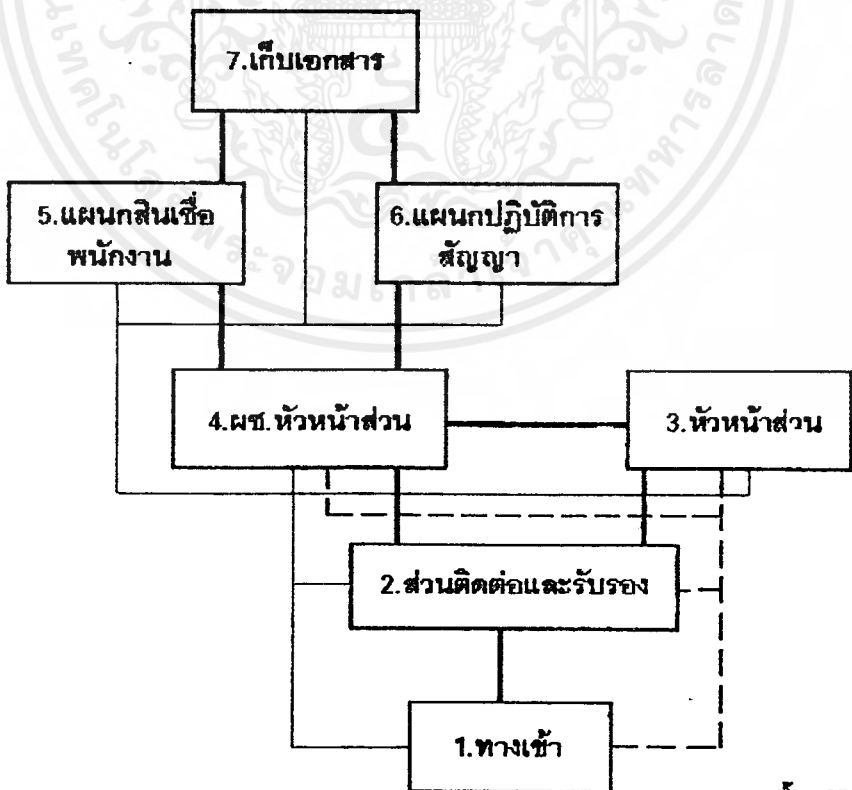 7.เก็บเอกสาร
5.แผนกสินเชื่อ
พนักงาน
6.แผนกปฏิบัติการ
สัญญา
4.ผช.หัวหน้าส่วน
3.หัวหน้าส่วน
2.ส่วนติดต่อและรับรอง
1.ทางเข้า